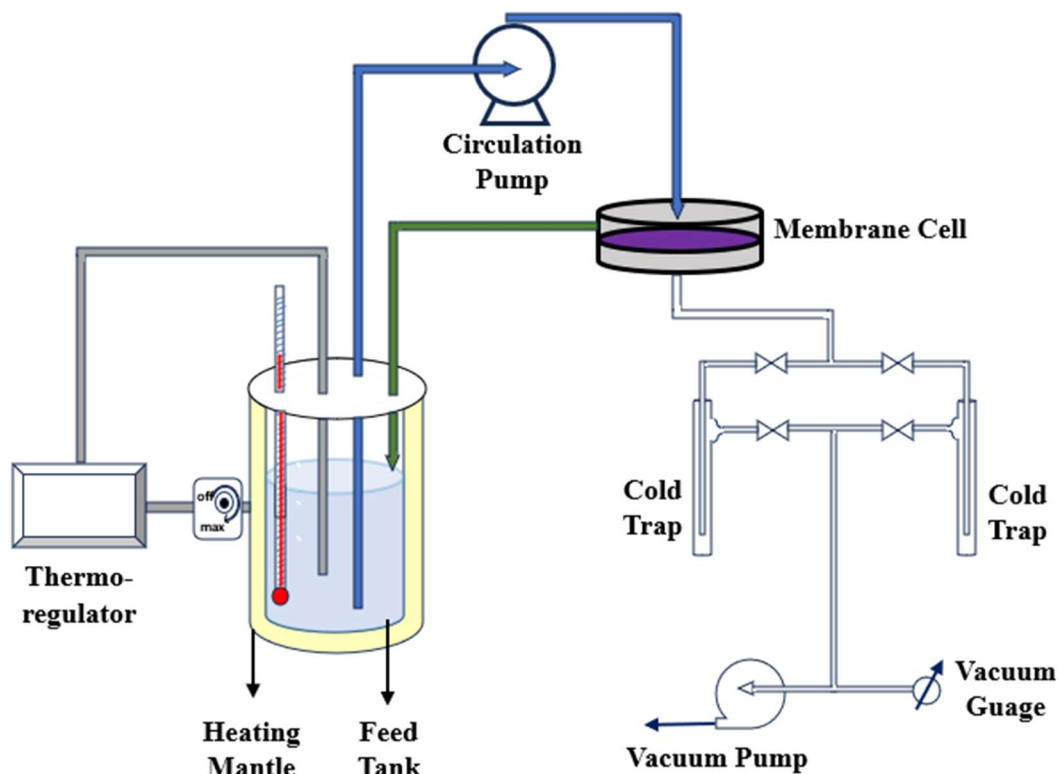 Circulation
Pump
Membrane Cell
off
max
Thermo-
regulator
Cold
Trap
Cold
Trap
Heating
Mantle
Feed
Tank
Vacuum Pump
Vacuum
Guage